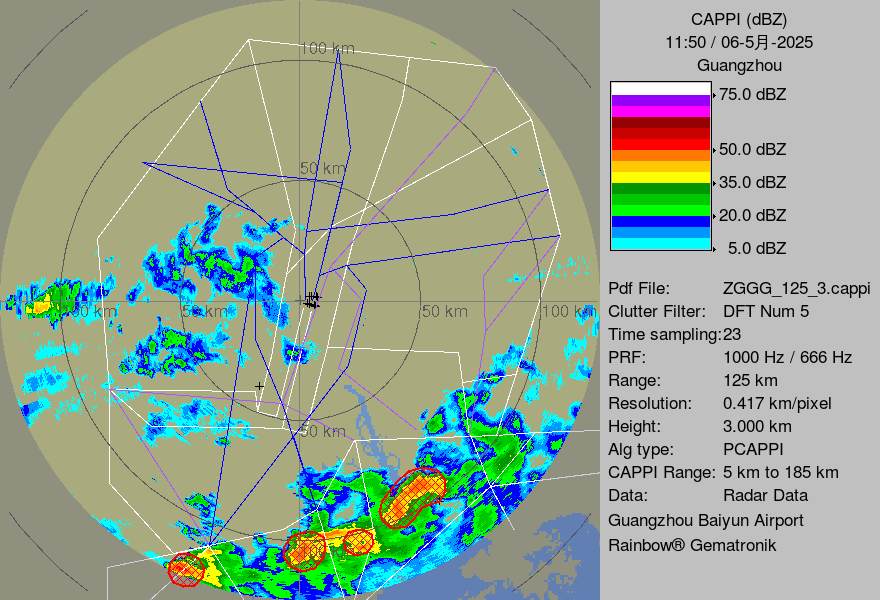 100 km
50 km
100 km
50 km
50 km
100 km
50 km
CAPPI (dBZ)
11:50 / 06-5月-2025
Guangzhou
75.0 dBZ
50.0 dBZ
35.0 dBZ
20.0 dBZ
5.0 dBZ
Pdf File: ZGGG_125_3.cappi
Clutter Filter: DFT Num 5
Time sampling:23
PRF: 1000 Hz / 666 Hz
Range: 125 km
Resolution: 0.417 km/pixel
Height: 3.000 km
Alg type: PCAPPI
CAPPI Range: 5 km to 185 km
Data: Radar Data
Guangzhou Baiyun Airport
Rainbow® Gematronik